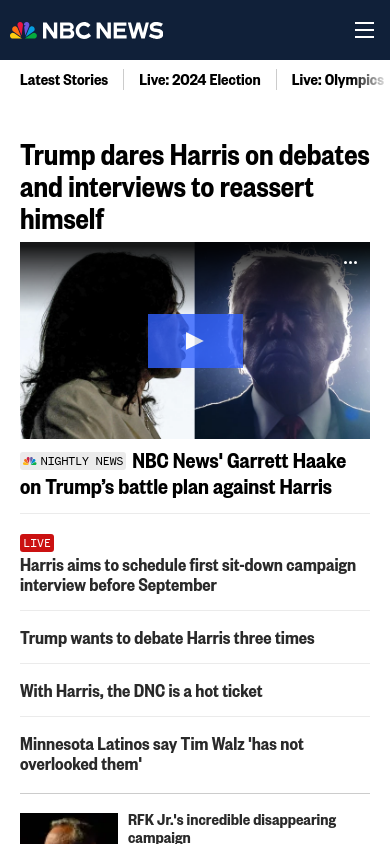 NBC NEWS
Latest Stories
Live: 2024 Election
Live: Olympics
Trump dares Harris on debates
and interviews to reassert
himself
NIGHTLY NEWS NBC News' Garrett Haake
on Trump’s battle plan against Harris
LIVE
Harris aims to schedule first sit-down campaign
interview before September
Trump wants to debate Harris three times
With Harris, the DNC is a hot ticket
Minnesota Latinos say Tim Walz 'has not
overlooked them'
RFK Jr.'s incredible disappearing
campaign